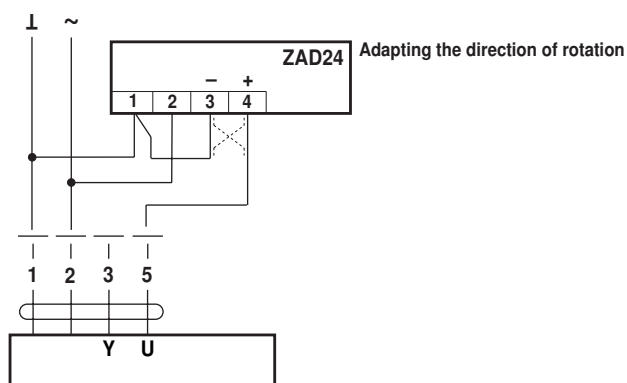 ⊥ ~
ZAD24 Adapting the direction of rotation
– +
1 2 3 4
1 2 3 5
Y U